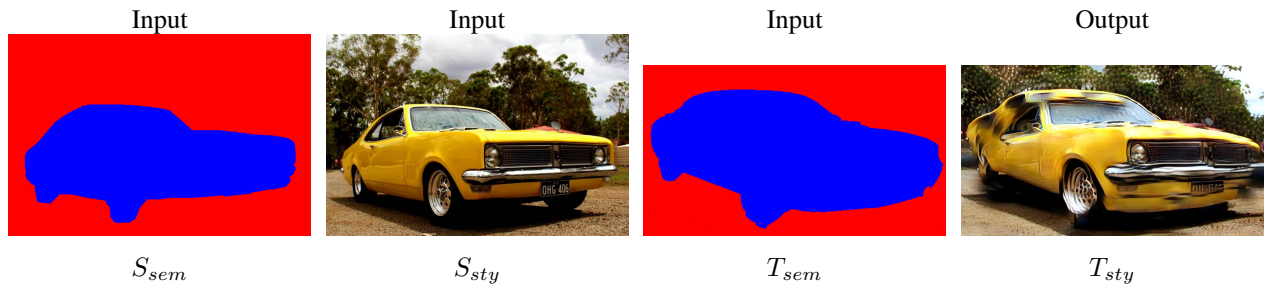 Input Input Input Output
OHG 406
S_sem S_sty T_sem T_sty